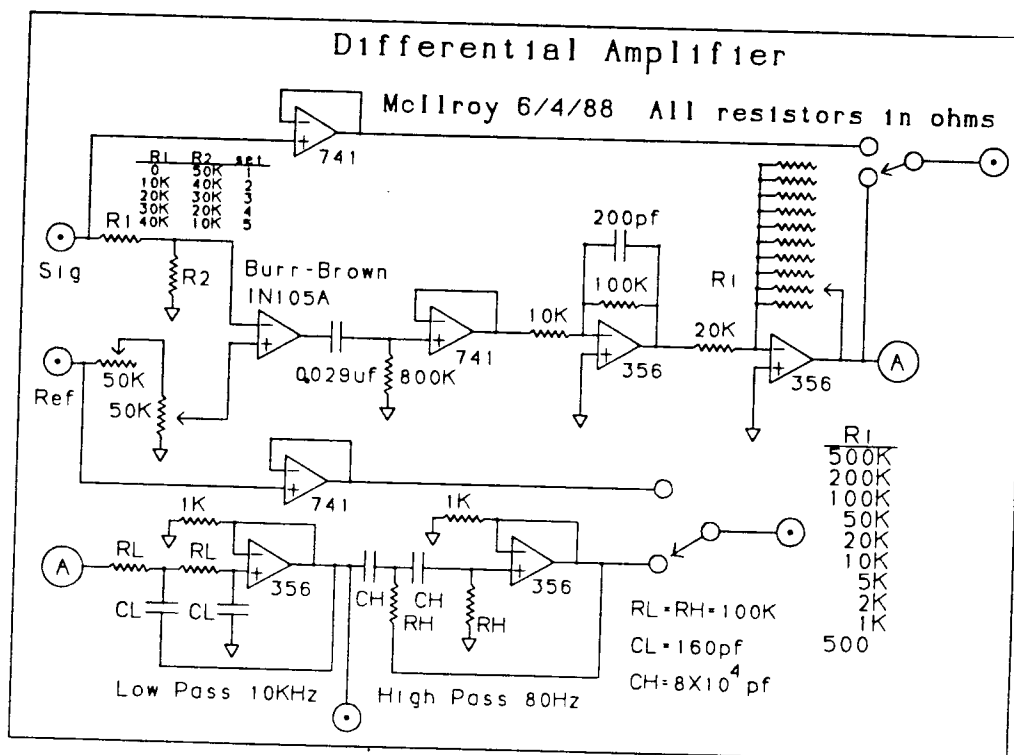 Differential Amplifier
McIlroy 6/4/88 All resistors in ohms
741
R1 R2 set
0 50K 1
10K 40K 2
20K 30K 3
30K 20K 4
40K 10K 5
R1
Sig
R2
Burr-Brown
IN105A
200pf
100K
10K
741
356
Ri
20K
356
A
Ref
50K
50K
0.029uf
800K
741
Ri
500K
200K
100K
50K
20K
10K
5K
2K
1K
500
1K
1K
A
RL
RL
356
CL
CL
CH
CH
356
RH
RH
RL=RH=100K
CL=160pf
CH=8X10^4 pf
Low Pass 10KHz
High Pass 80Hz